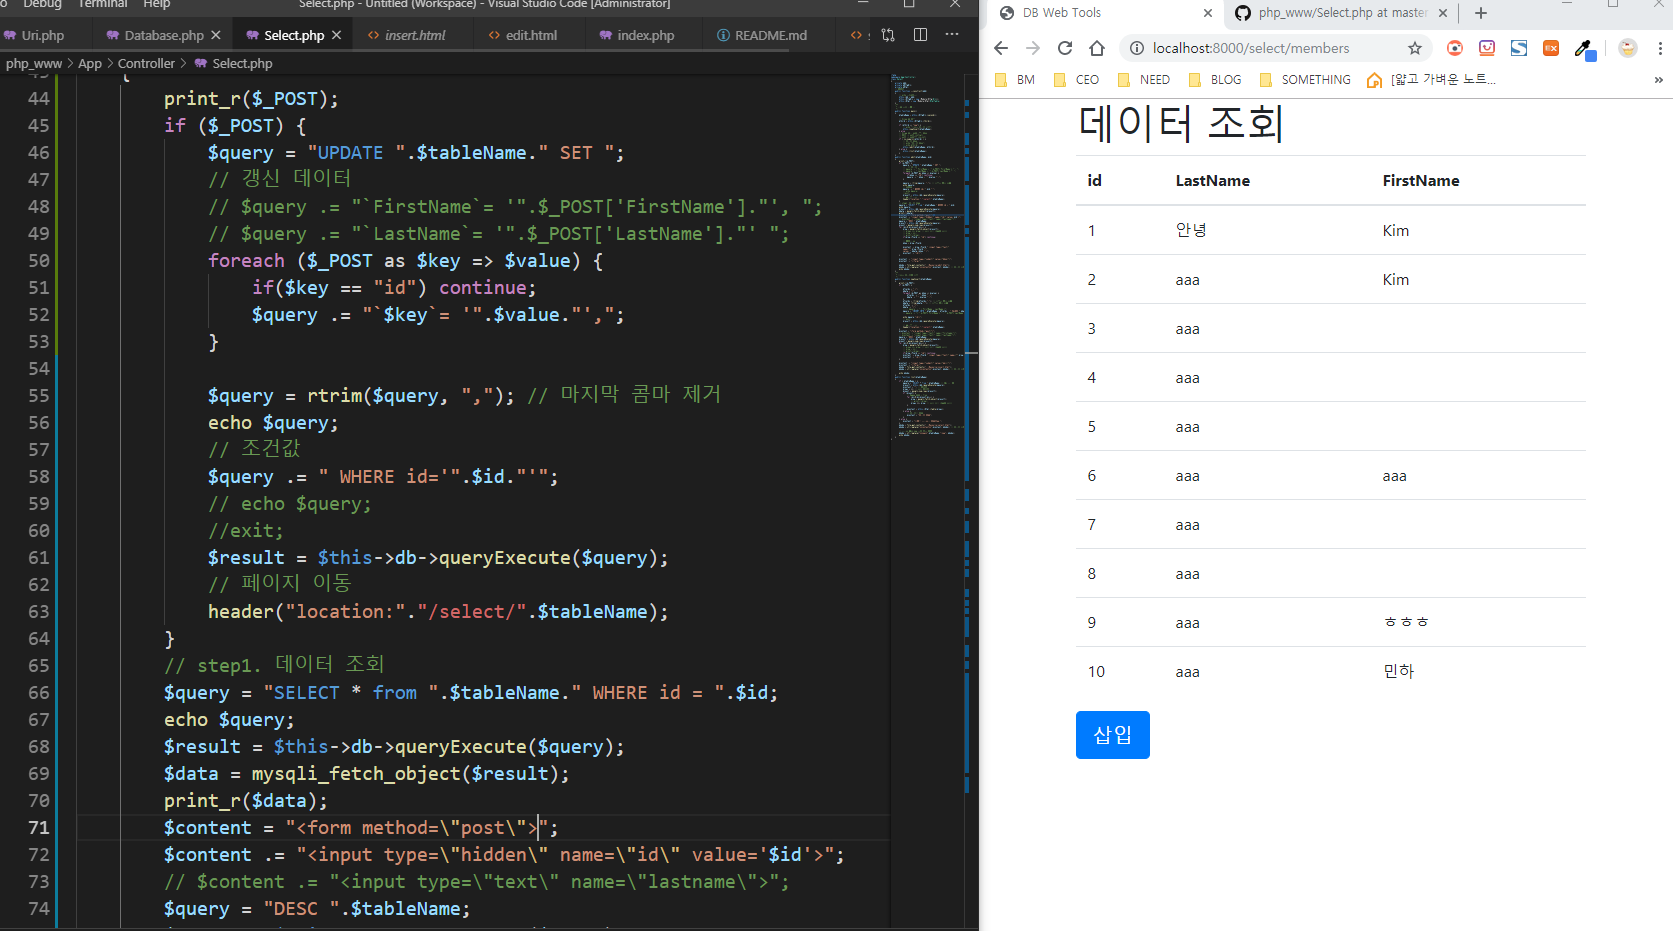 Debug Terminal Help Select.php - Untitled (Workspace) - Visual Studio Code [Administrator]
Uri.php Database.php Select.php insert.html edit.html index.php README.md
php_www > App > Controller > Select.php
43 {
44 print_r($_POST);
45 if ($_POST) {
46 $query = "UPDATE ".$tableName." SET ";
47 // 갱신 데이터
48 // $query .= "`FirstName`= '".$_POST['FirstName']."', ";
49 // $query .= "`LastName`= '".$_POST['LastName']."' ";
50 foreach ($_POST as $key => $value) {
51 if($key == "id") continue;
52 $query .= "`$key`= '".$value."',";
53 }
54
55 $query = rtrim($query, ","); // 마지막 콤마 제거
56 echo $query;
57 // 조건값
58 $query .= " WHERE id='".$id."'";
59 // echo $query;
60 //exit;
61 $result = $this->db->queryExecute($query);
62 // 페이지 이동
63 header("location:"."/select/".$tableName);
64 }
65 // step1. 데이터 조회
66 $query = "SELECT * from ".$tableName." WHERE id = ".$id;
67 echo $query;
68 $result = $this->db->queryExecute($query);
69 $data = mysqli_fetch_object($result);
70 print_r($data);
71 $content = "<form method=\"post\">";
72 $content .= "<input type=\"hidden\" name=\"id\" value='$id'>";
73 // $content .= "<input type=\"text\" name=\"lastname\">";
74 $query = "DESC ".$tableName;
DB Web Tools php_www/Select.php at master
localhost:8000/select/members
BM CEO NEED BLOG SOMETHING [얇고 가벼운 노트...
데이터 조회
id LastName FirstName
1 안녕 Kim
2 aaa Kim
3 aaa
4 aaa
5 aaa
6 aaa aaa
7 aaa
8 aaa
9 aaa ㅎㅎㅎ
10 aaa 민하
삽입